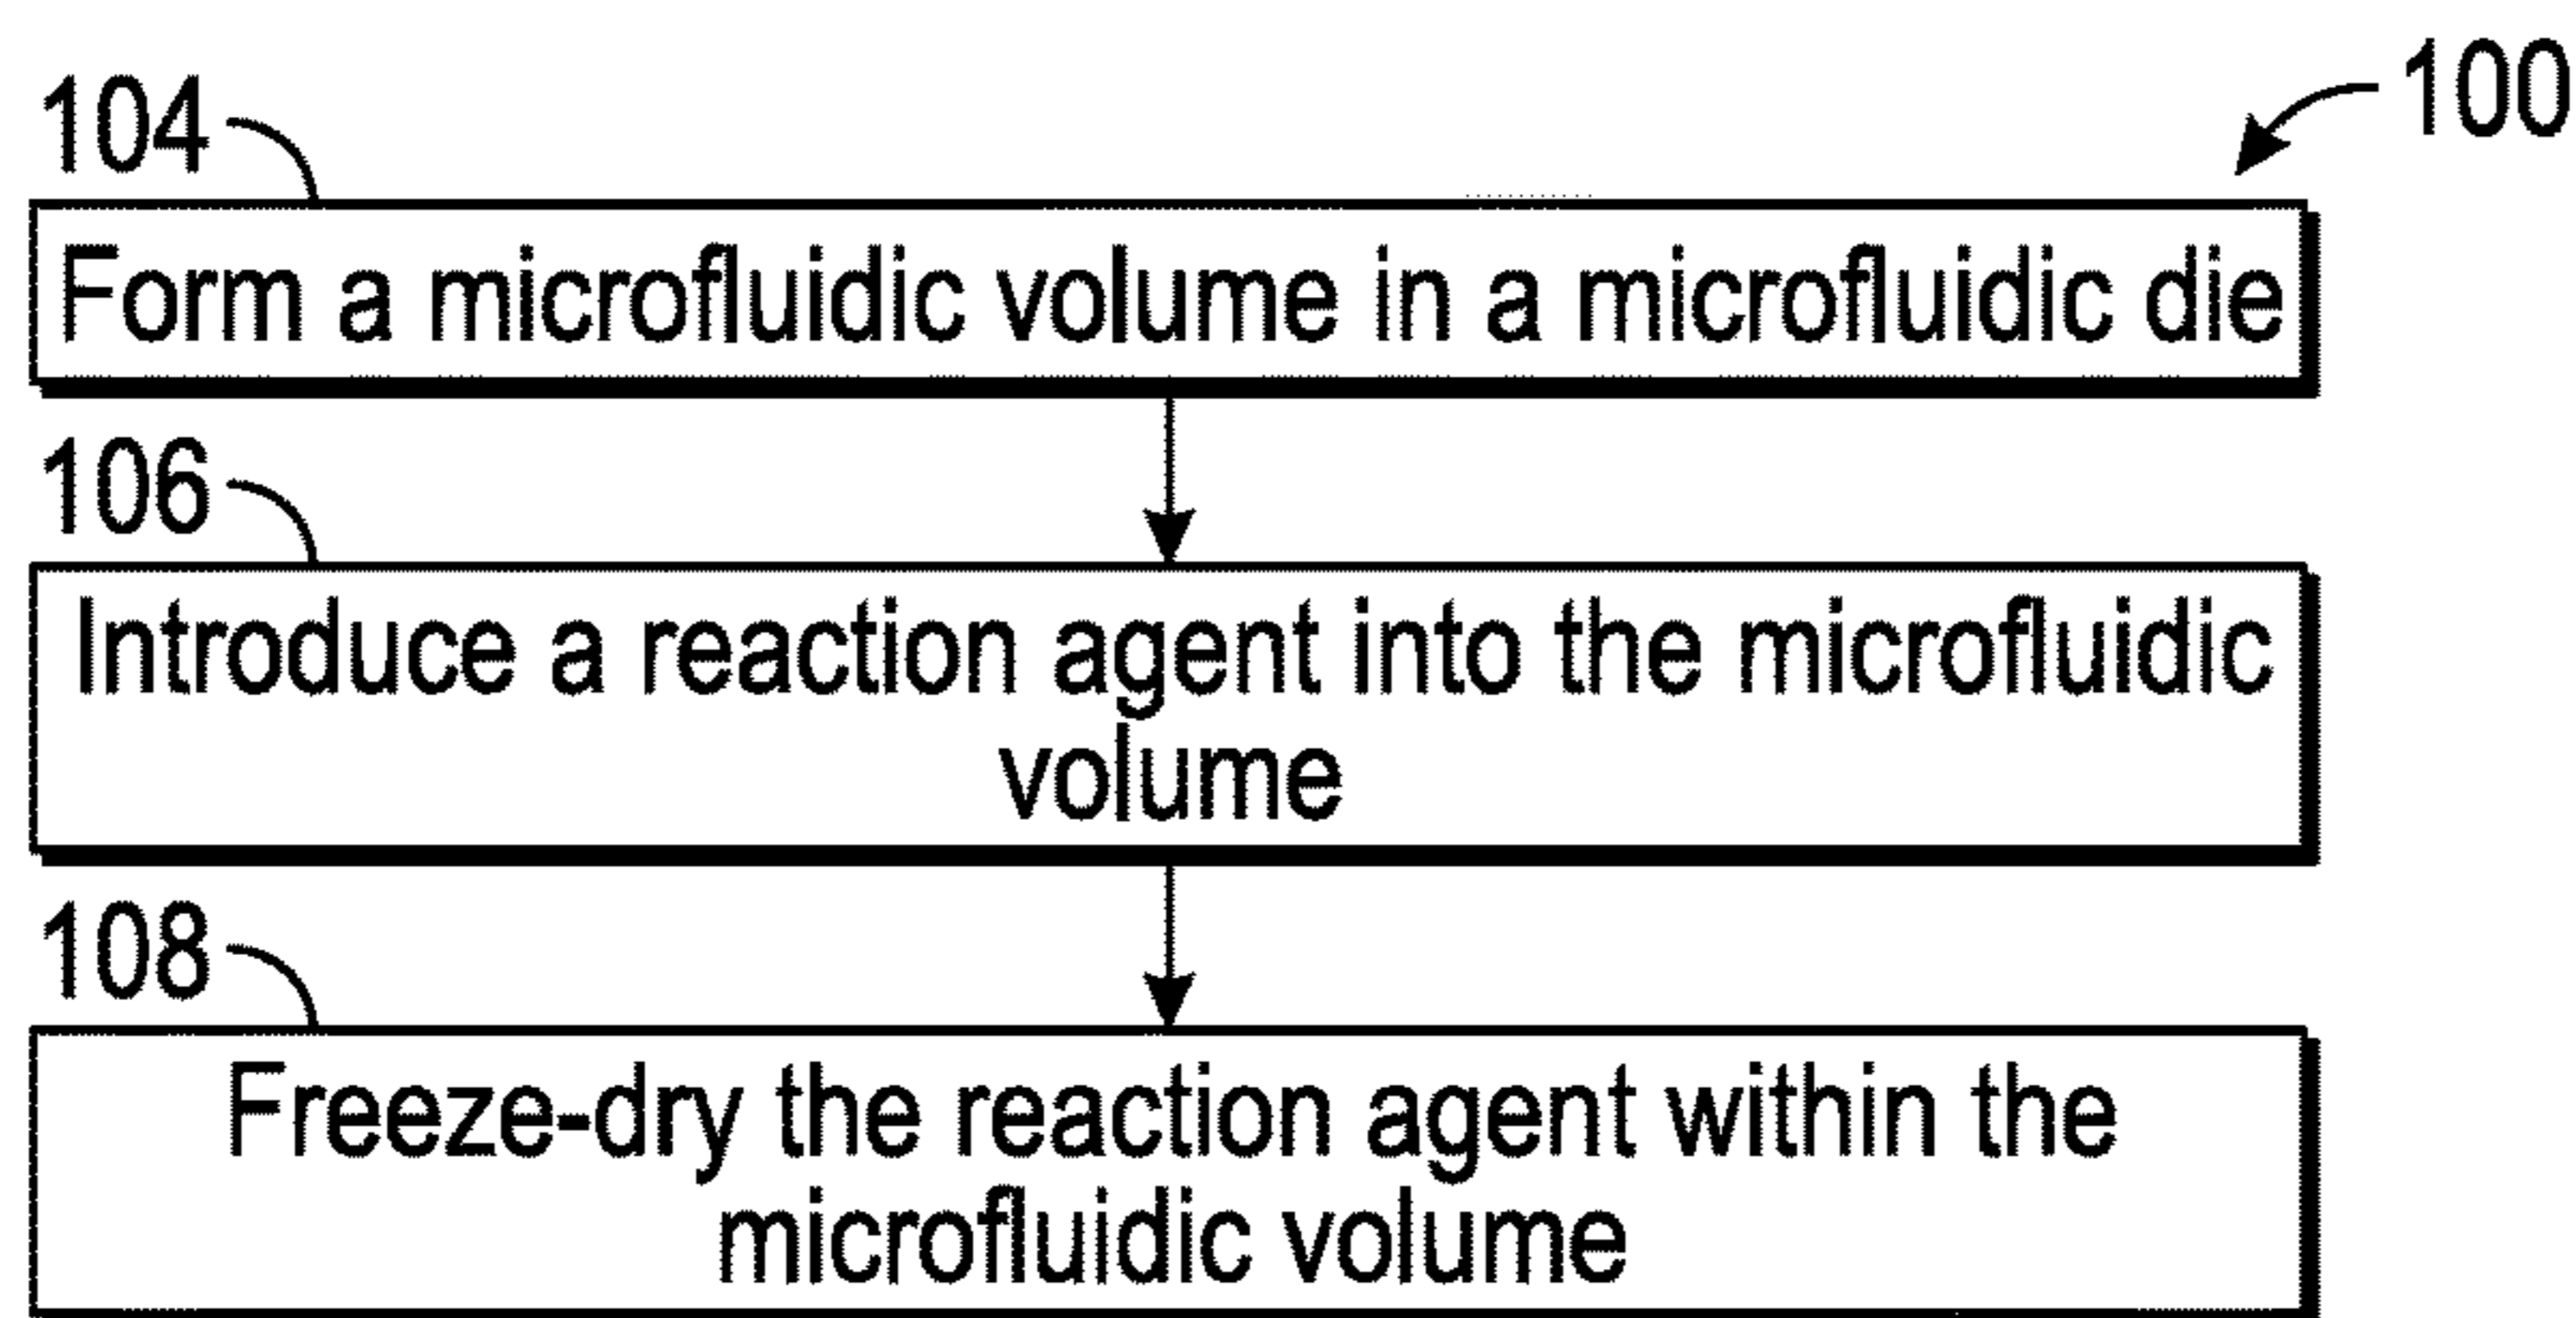 100
104
Form a microfluidic volume in a microfluidic die
106
Introduce a reaction agent into the microfluidic
volume
108
Freeze-dry the reaction agent within the
microfluidic volume